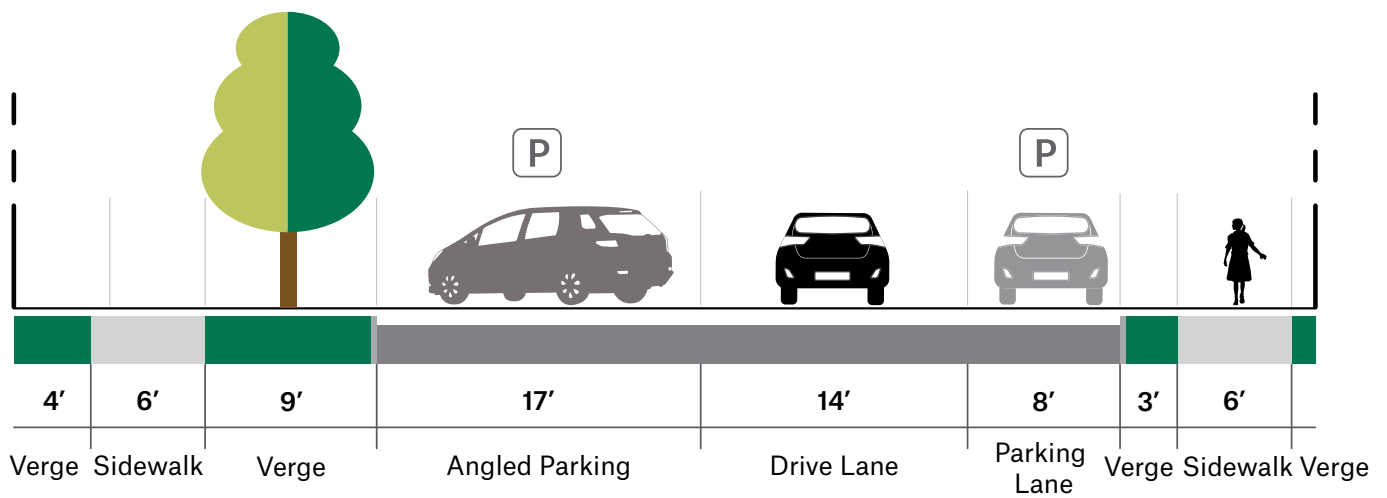 P
P
4′ 6′ 9′ 17′ 14′ 8′ 3′ 6′
Verge Sidewalk Verge Angled Parking Drive Lane Parking Lane Verge Sidewalk Verge